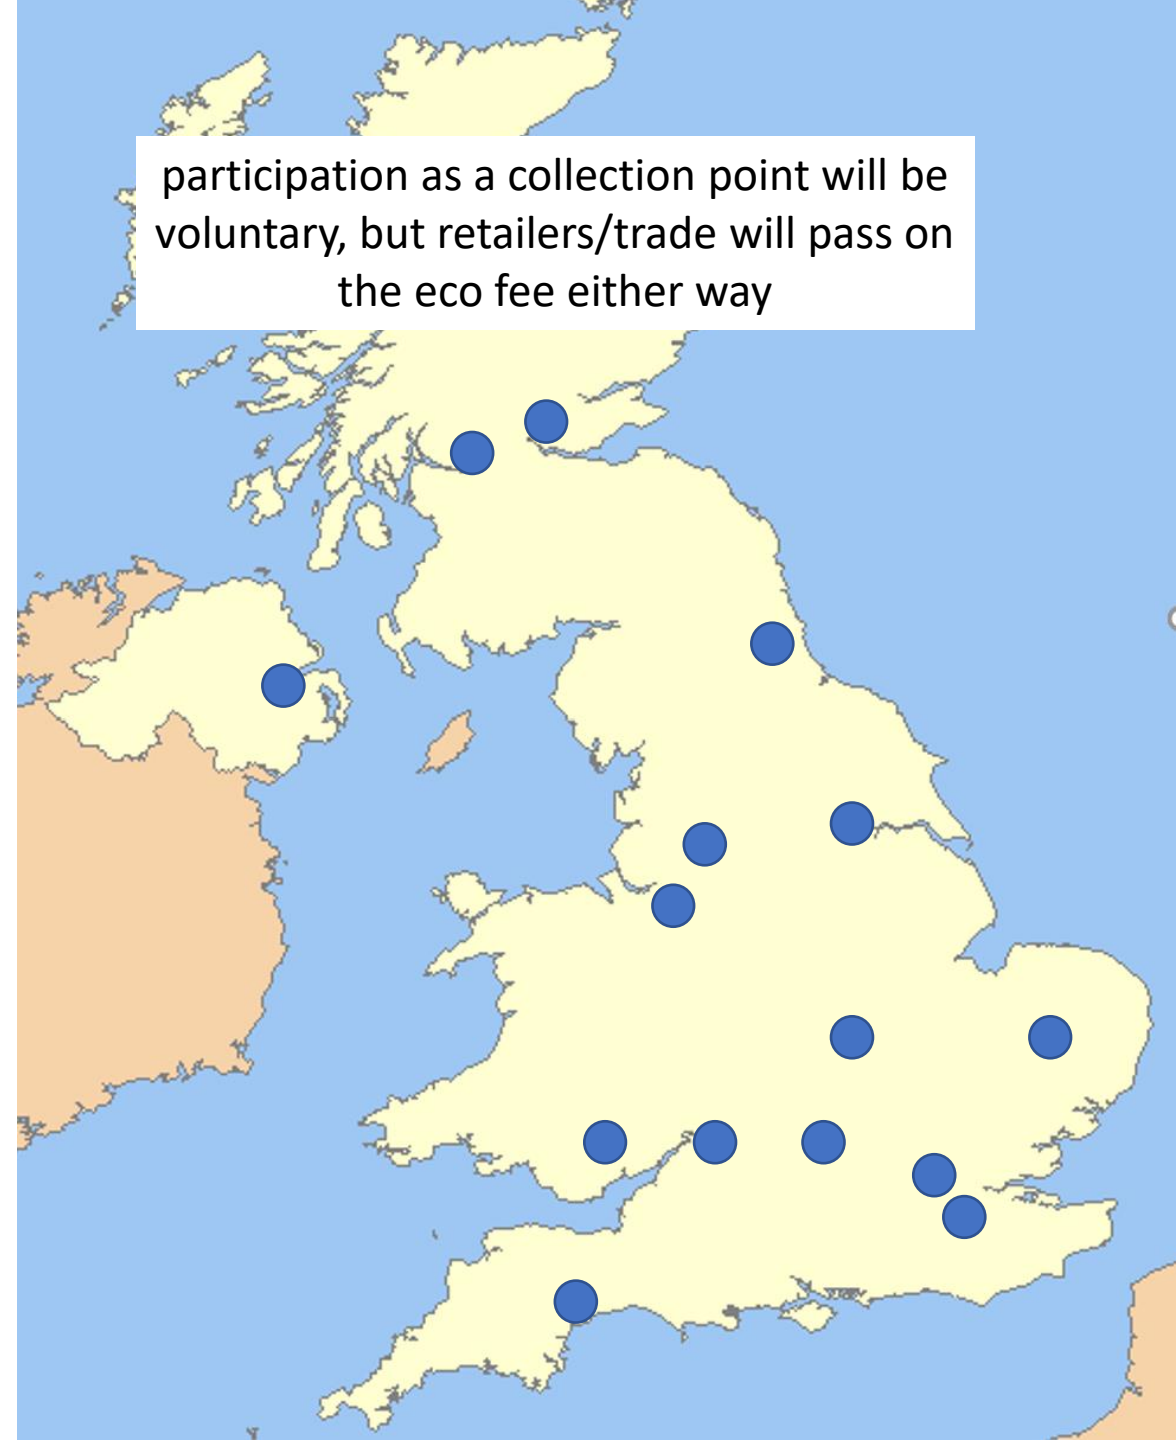 participation as a collection point will be
voluntary, but retailers/trade will pass on
the eco fee either way